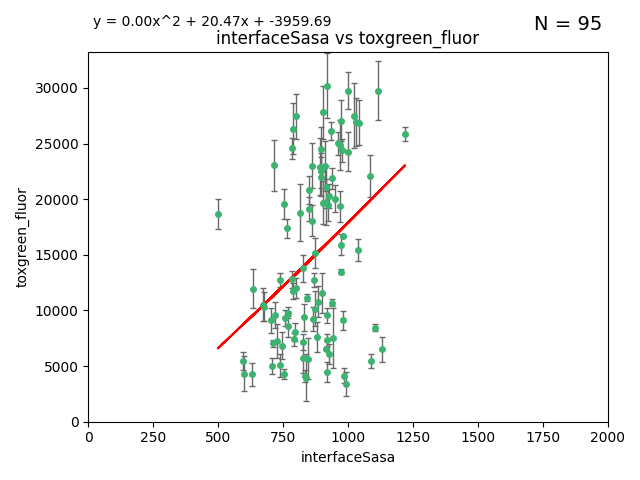 y = 0.00x^2 + 20.47x + -3959.69
N = 95
interfaceSasa vs toxgreen_fluor
30000
25000
20000
15000
10000
5000
0
toxgreen_fluor
0 250 500 750 1000 1250 1500 1750 2000
interfaceSasa